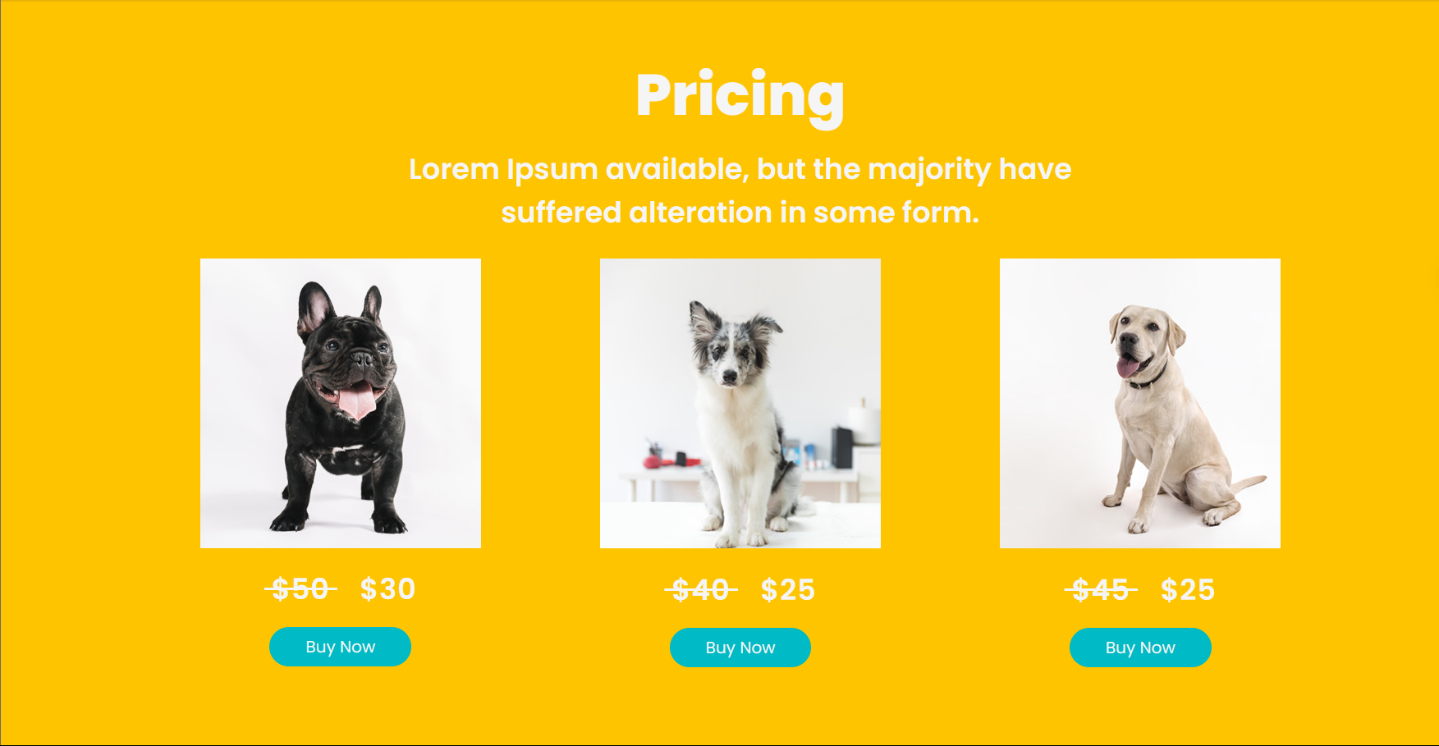 Pricing
Lorem Ipsum available, but the majority have
suffered alteration in some form.
$50 $30
$40 $25
$45 $25
Buy Now
Buy Now
Buy Now